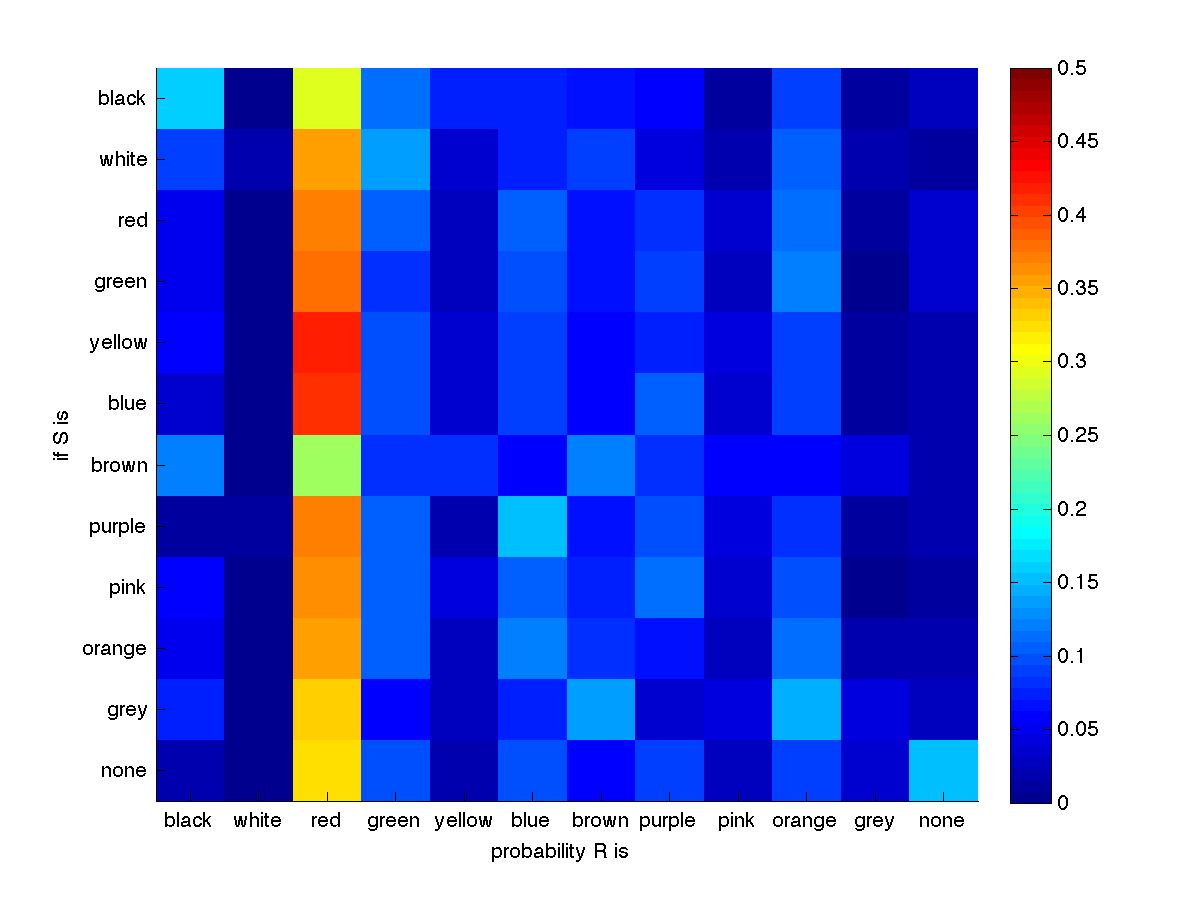 black
white
red
green
yellow
blue
brown
purple
pink
orange
grey
none
if S is
black white red green yellow blue brown purple pink orange grey none
probability R is
0.5
0.45
0.4
0.35
0.3
0.25
0.2
0.15
0.1
0.05
0